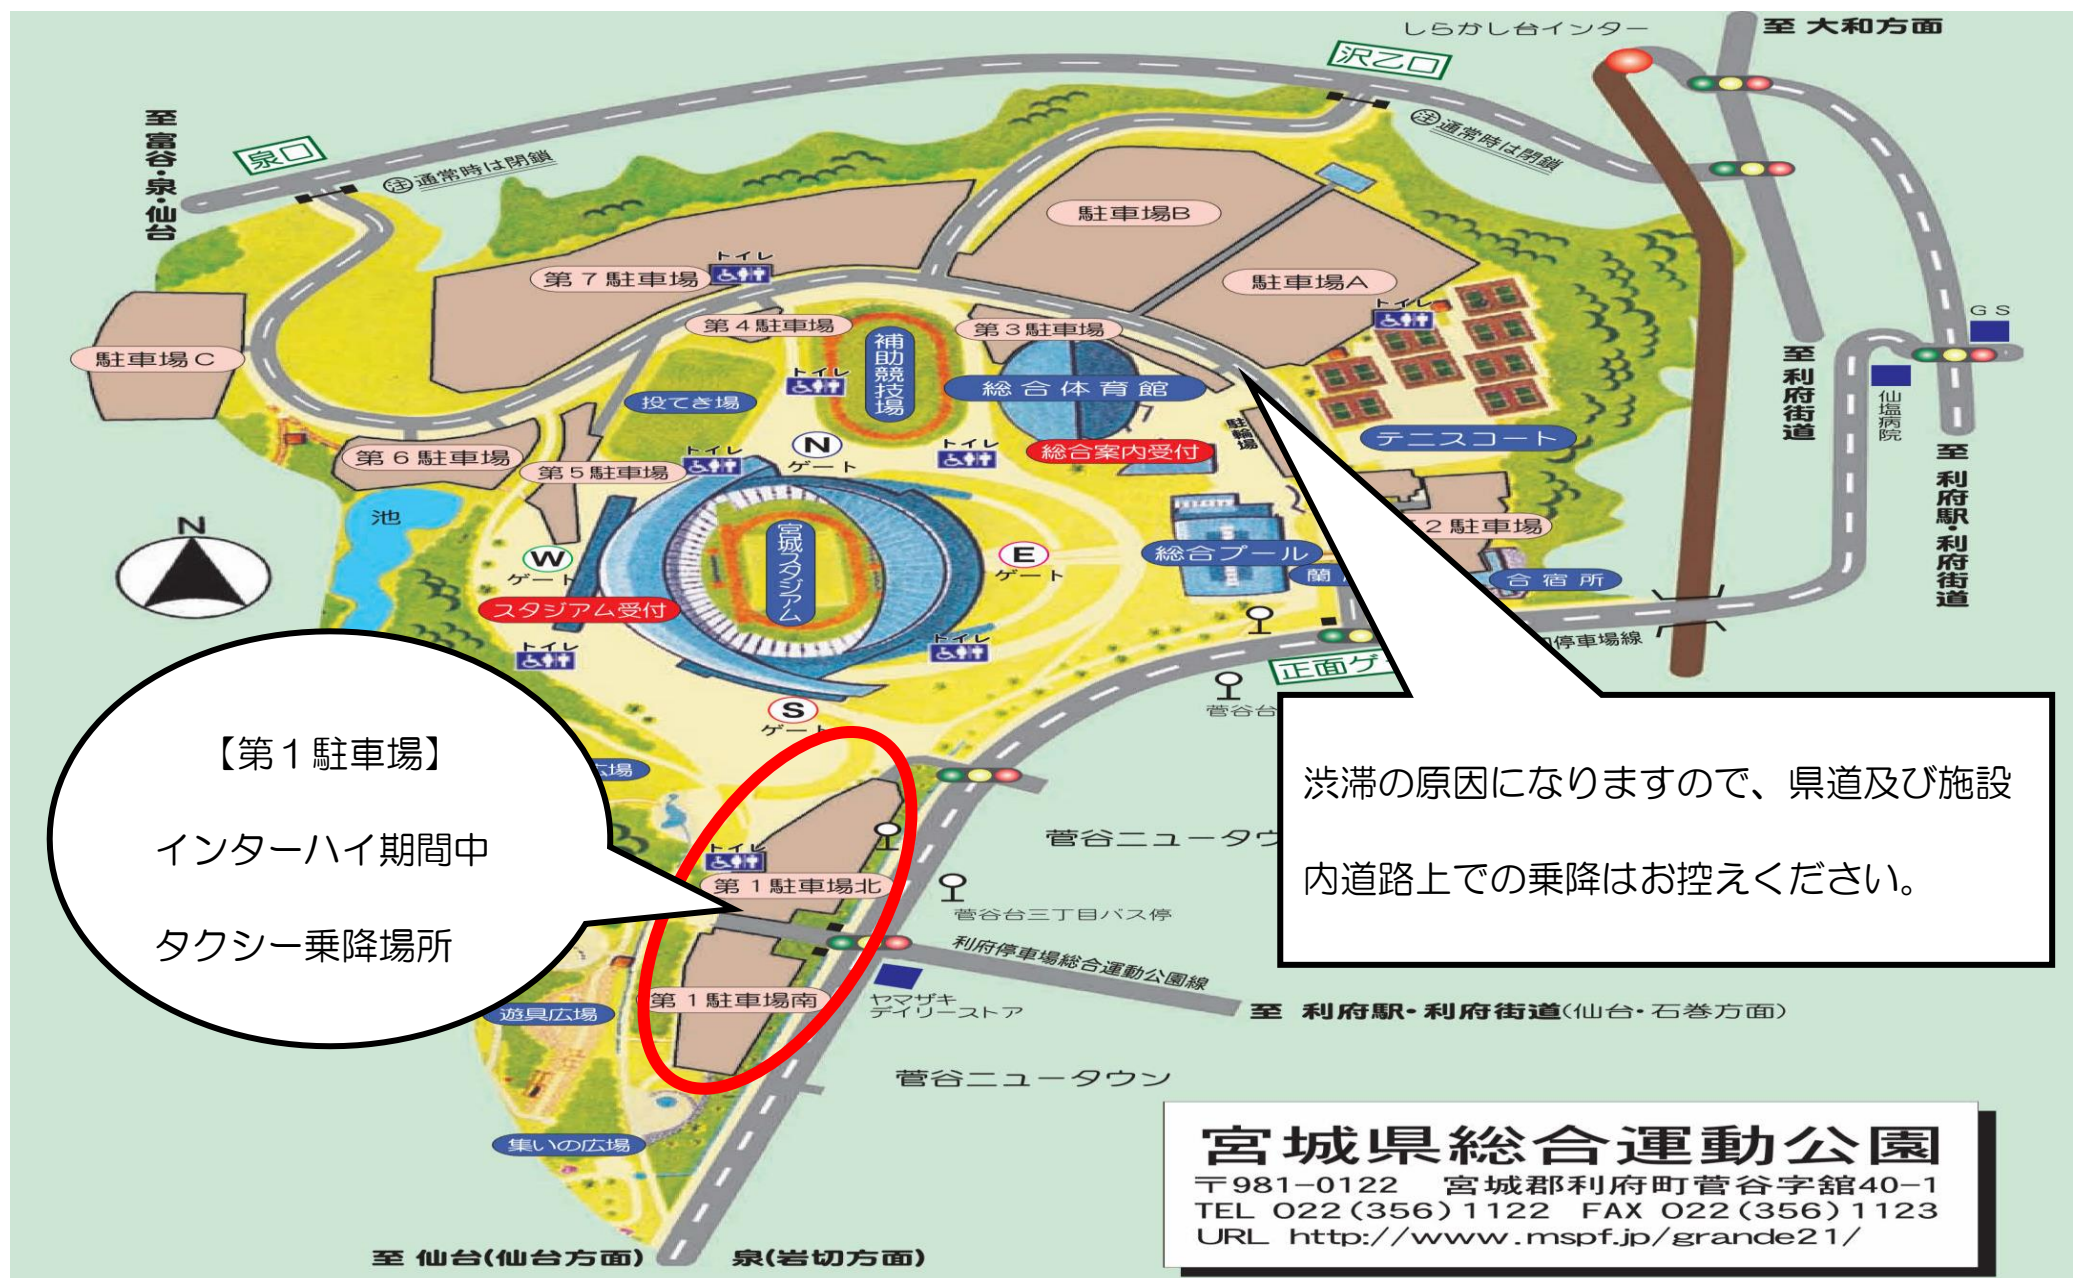 しらかし台インター
至 大和方面
沢乙口
至 富谷・泉・仙台
泉口
㊟通常時は閉鎖
㊟通常時は閉鎖
駐車場B
トイレ
第7駐車場
駐車場A
トイレ
GS
第4駐車場
第3駐車場
駐車場C
補助競技場
至 利府街道
トイレ
総合体育館
投てき場
仙塩病院
駐輪場
テニスコート
N
ゲート
トイレ
トイレ
総合案内受付
第6駐車場
第5駐車場
至 利府駅・利府街道
池
N
2駐車場
宮城スタジアム
W
ゲート
E
ゲート
総合プール
合宿所
スタジアム受付
トイレ
トイレ
停車場線
正面ゲ
S
ゲート
菅谷台
【第1駐車場】
インターハイ期間中
タクシー乗降場所
広場
渋滞の原因になりますので、県道及び施設
内道路上での乗降はお控えください。
菅谷ニュータウ
トイレ
第1駐車場北
菅谷台三丁目バス停
利府停車場総合運動公園線
第1駐車場南
ヤマザキ
デイリーストア
遊具広場
至 利府駅・利府街道(仙台・石巻方面)
菅谷ニュータウン
集いの広場
宮城県総合運動公園
〒981-0122 宮城郡利府町菅谷字舘40-1
TEL 022(356)1122 FAX 022(356)1123
URL http://www.mspf.jp/grande21/
至 仙台(仙台方面)
泉(岩切方面)